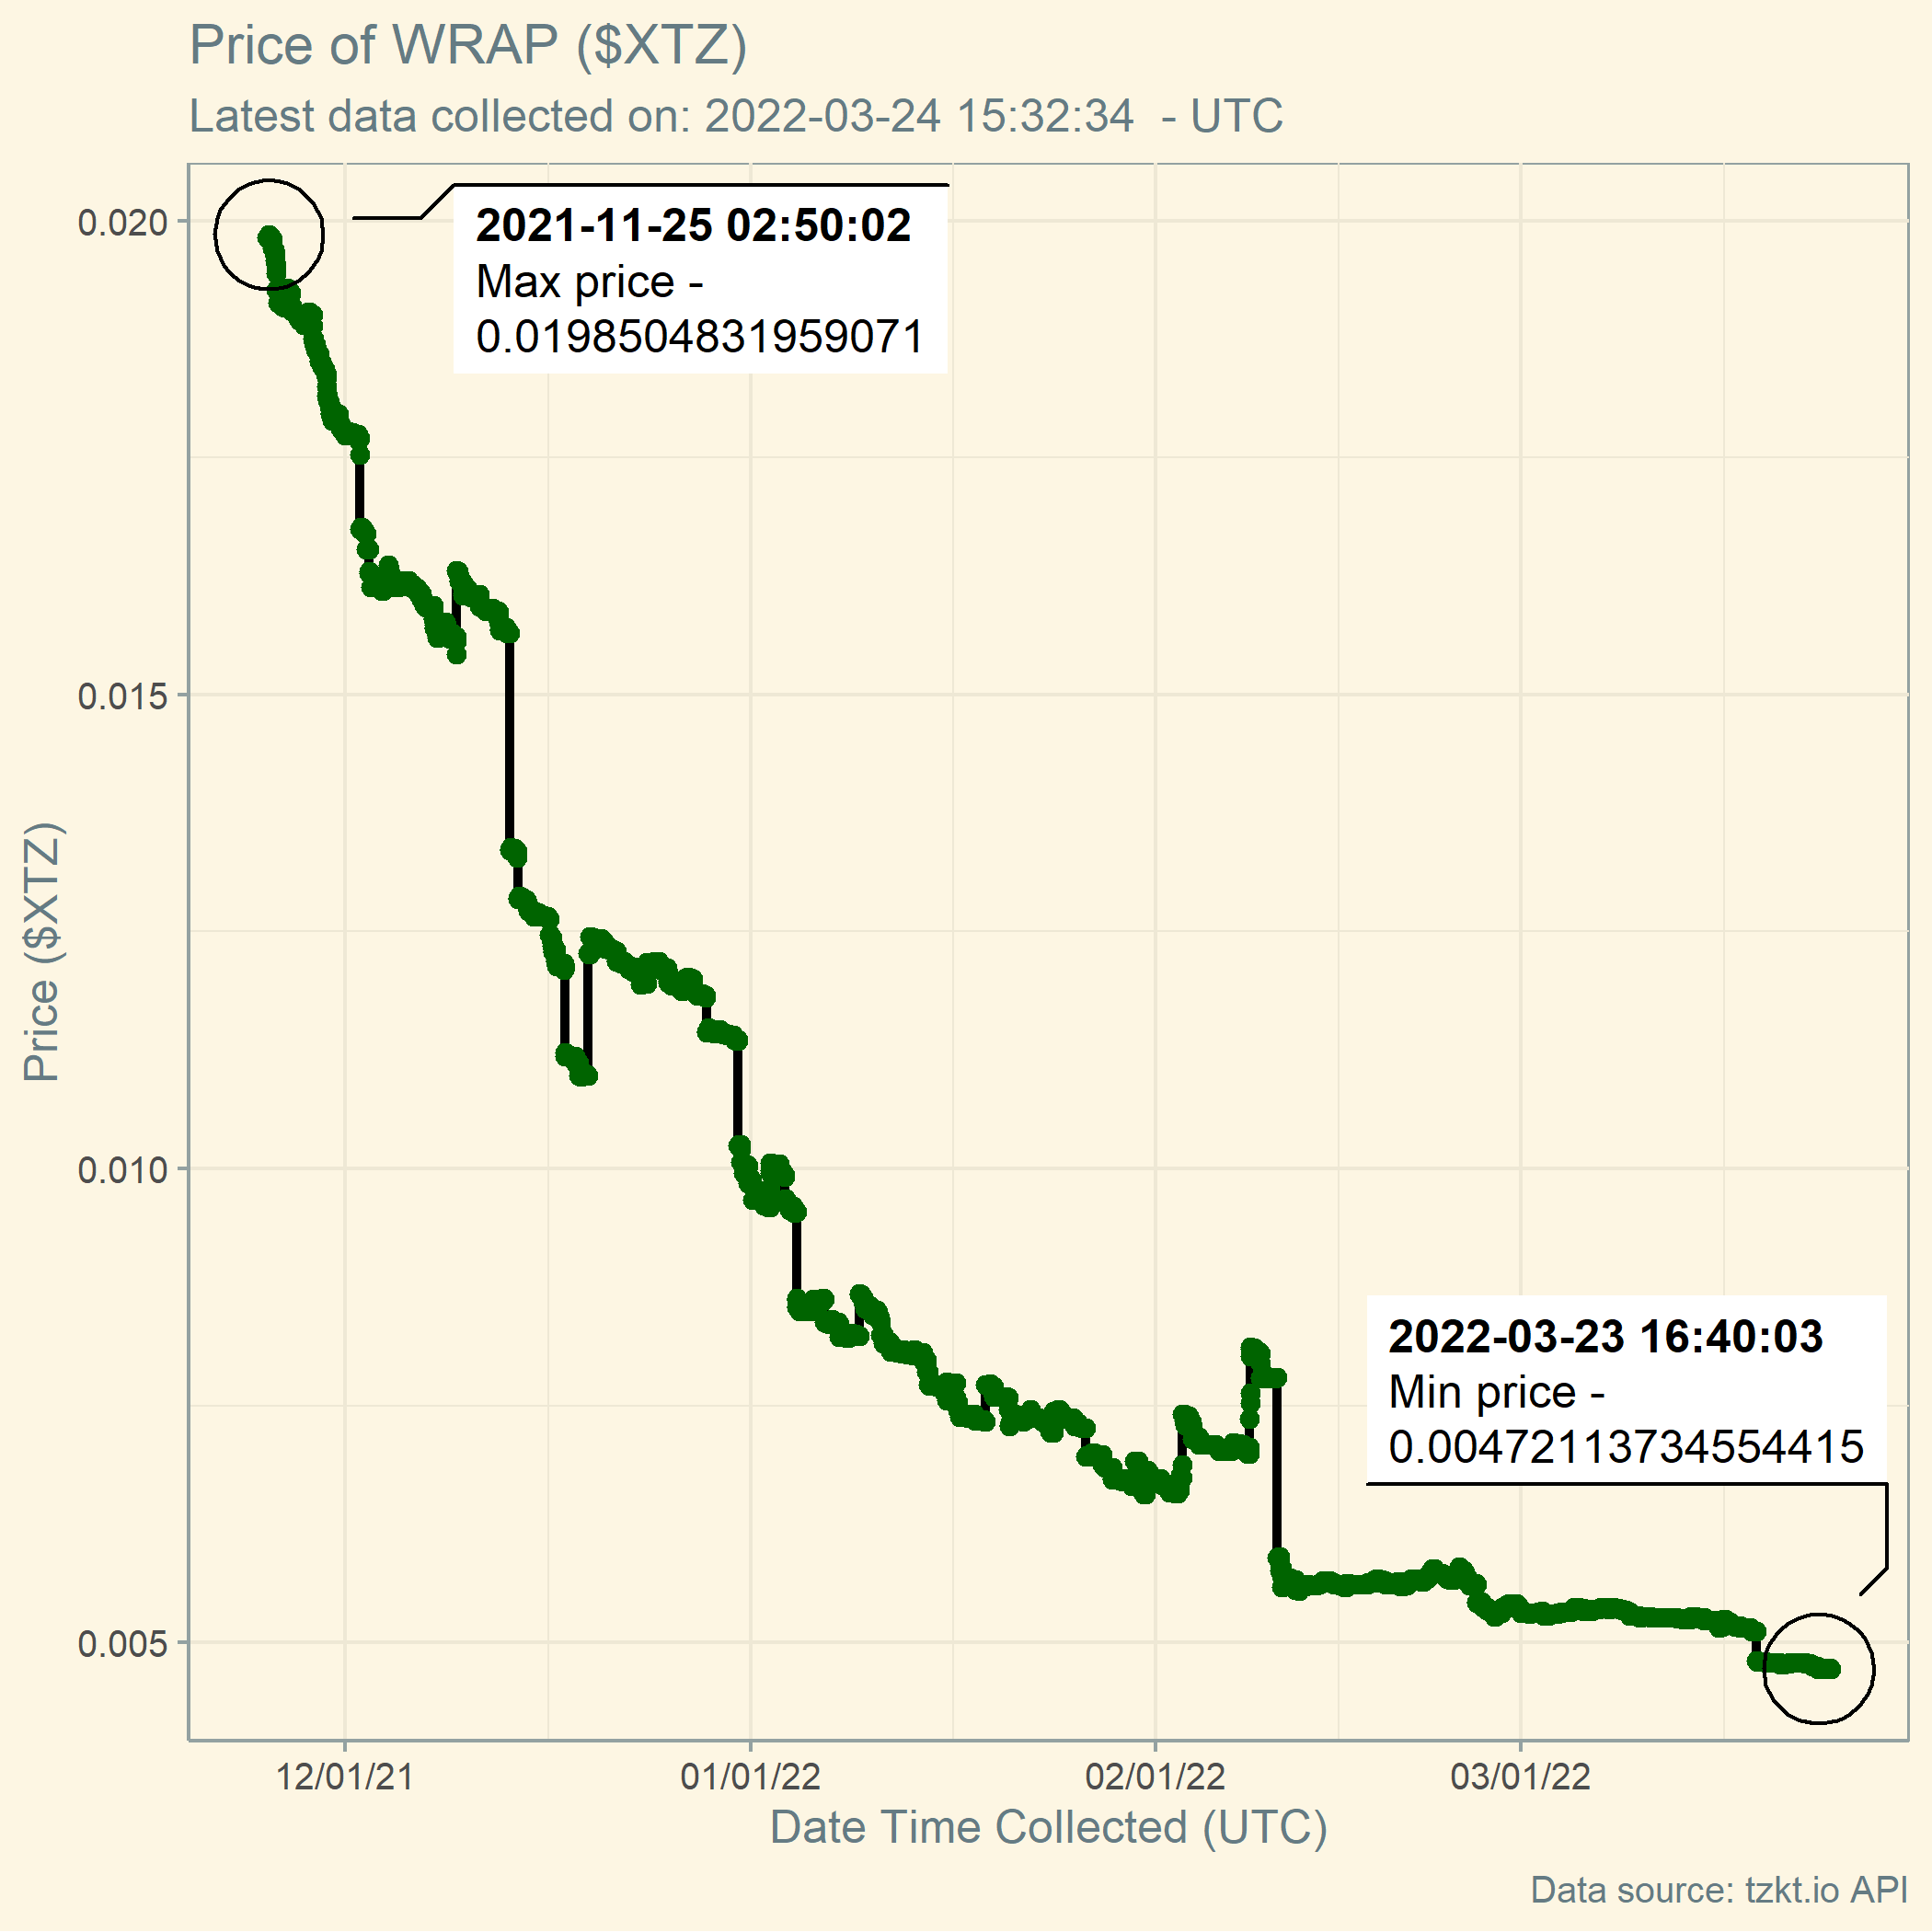 Price of WRAP ($XTZ)
Latest data collected on: 2022-03-24 15:32:34  - UTC
2021-11-25 02:50:02
Max price -
0.0198504831959071
2022-03-23 16:40:03
Min price -
0.00472113734554415
Price ($XTZ)
0.020
0.015
0.010
0.005
12/01/21
01/01/22
02/01/22
03/01/22
Date Time Collected (UTC)
Data source: tzkt.io API